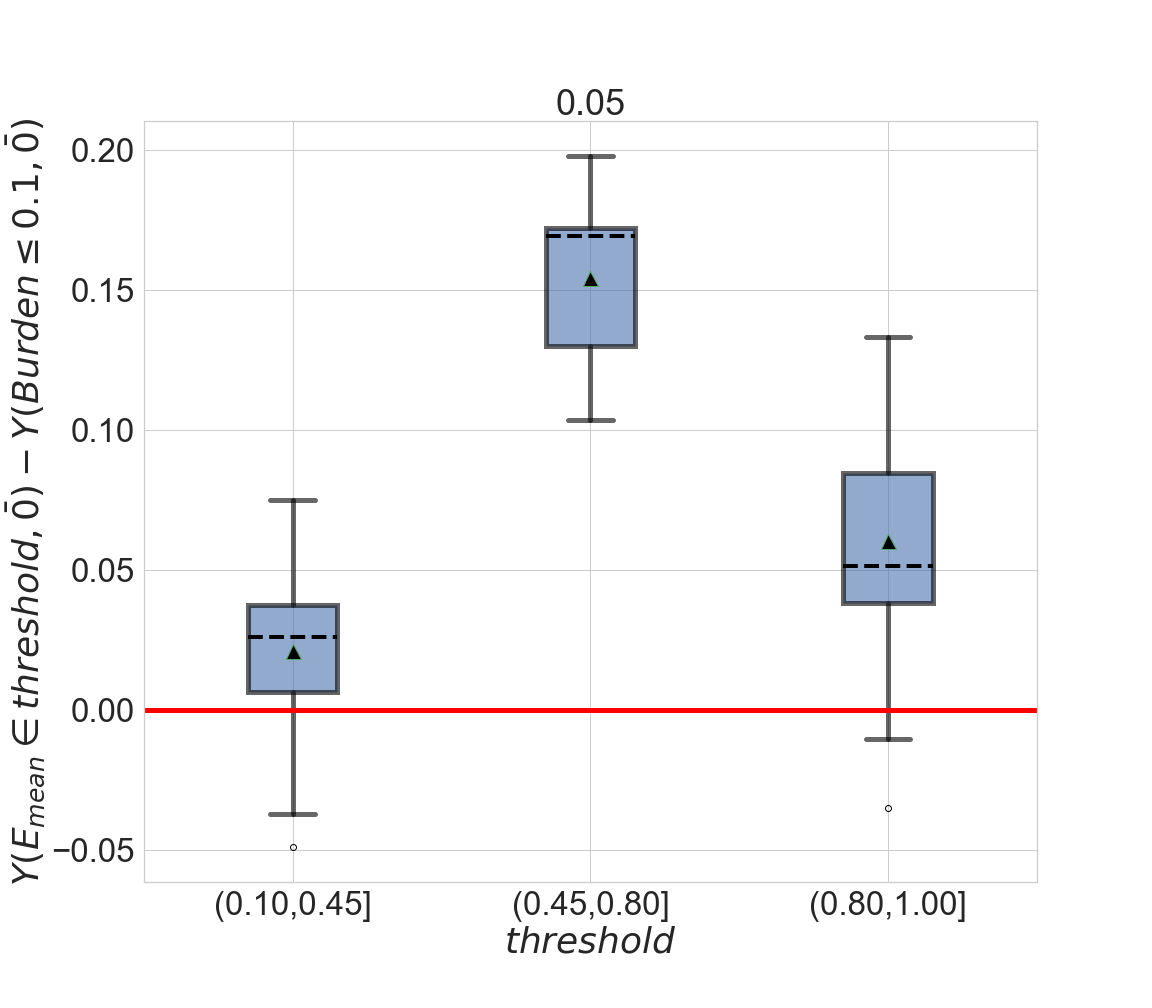 0.05
Y(E_mean ∈ threshold, 0̄) − Y(Burden ≤ 0.1, 0̄)
0.20
0.15
0.10
0.05
0.00
−0.05
(0.10,0.45] (0.45,0.80] (0.80,1.00]
threshold